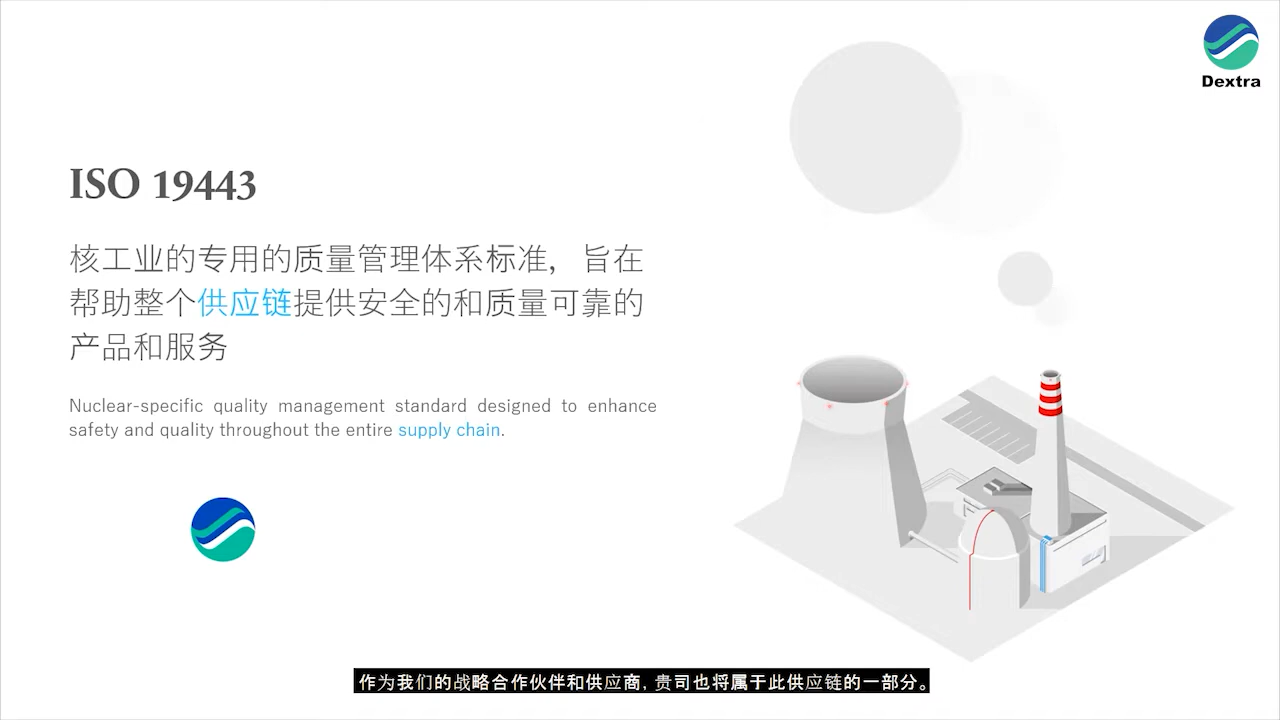 Dextra
ISO 19443
核工业的专用的质量管理体系标准，旨在
帮助整个供应链提供安全的和质量可靠的
产品和服务
Nuclear-specific quality management standard designed to enhance
safety and quality throughout the entire supply chain.
作为我们的战略合作伙伴和供应商，贵司也将属于此供应链的一部分。